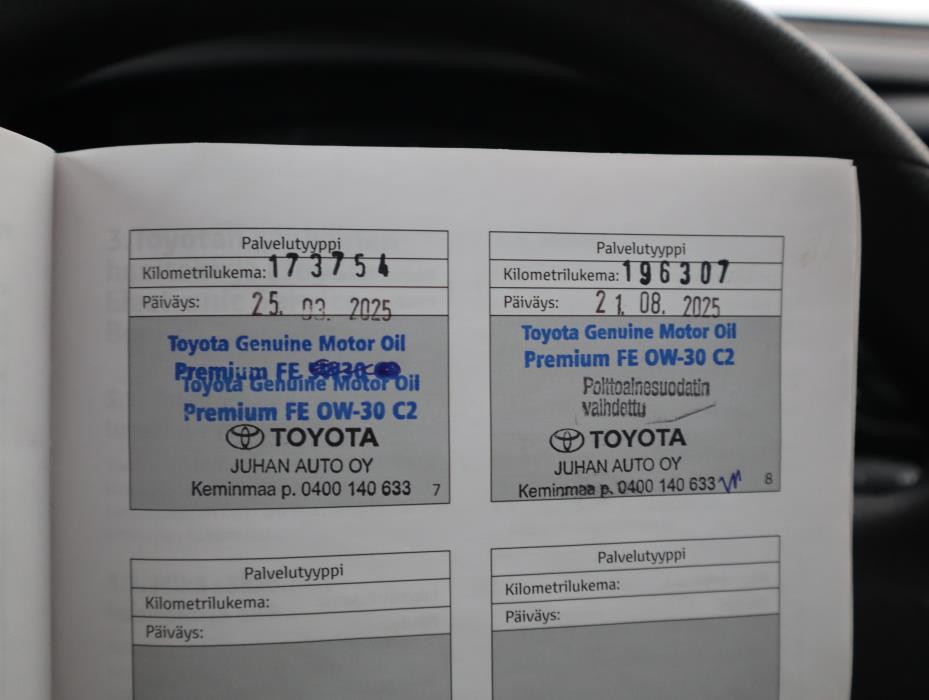 Palvelutyyppi
Kilometrilukema: 173754
Päiväys: 25. 03. 2025
Toyota Genuine Motor Oil
Premium FE
Toyota Genuine Motor Oil
Premium FE 0W-30 C2
TOYOTA
JUHAN AUTO OY
Keminmaa p. 0400 140 633 7
Palvelutyyppi
Kilometrilukema: 196307
Päiväys: 21. 08. 2025
Toyota Genuine Motor Oil
Premium FE 0W-30 C2
Polttoainesuodatin
vaihdettu
TOYOTA
JUHAN AUTO OY
Keminmaa p. 0400 140 633 8
Palvelutyyppi
Kilometrilukema:
Päiväys:
Palvelutyyppi
Kilometrilukema:
Päiväys: